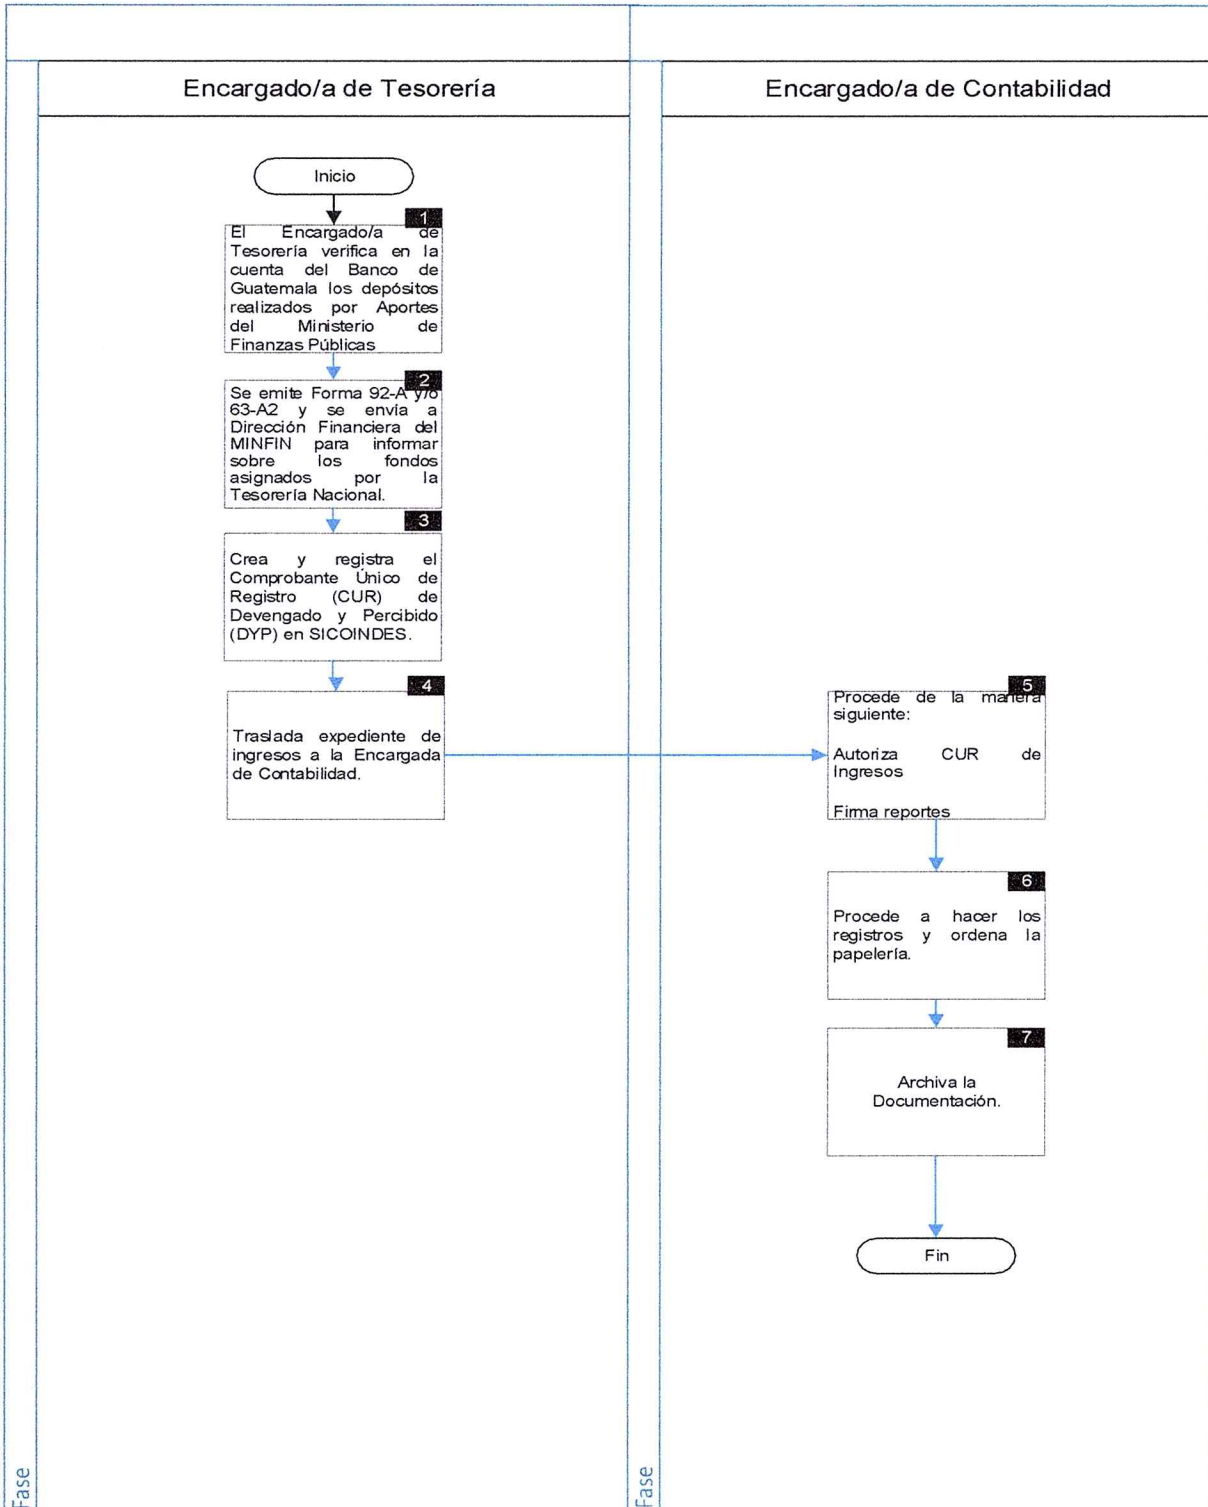 Encargado/a de Tesorería
Encargado/a de Contabilidad
Inicio
1
El Encargado/a de
Tesorería verifica en la
cuenta del Banco de
Guatemala los depósitos
realizados por Aportes
del Ministerio de
Finanzas Públicas
2
Se emite Forma 92-A y/o
63-A2 y se envía a
Dirección Financiera del
MINFIN para informar
sobre los fondos
asignados por la
Tesorería Nacional.
3
Crea y registra el
Comprobante Único de
Registro (CUR) de
Devengado y Percibido
(DYP) en SICOINDES.
4
Traslada expediente de
ingresos a la Encargada
de Contabilidad.
5
Procede de la manera
siguiente:
Autoriza CUR de
Ingresos
Firma reportes
6
Procede a hacer los
registros y ordena la
papelería.
7
Archiva la
Documentación.
Fin
Fase
Fase